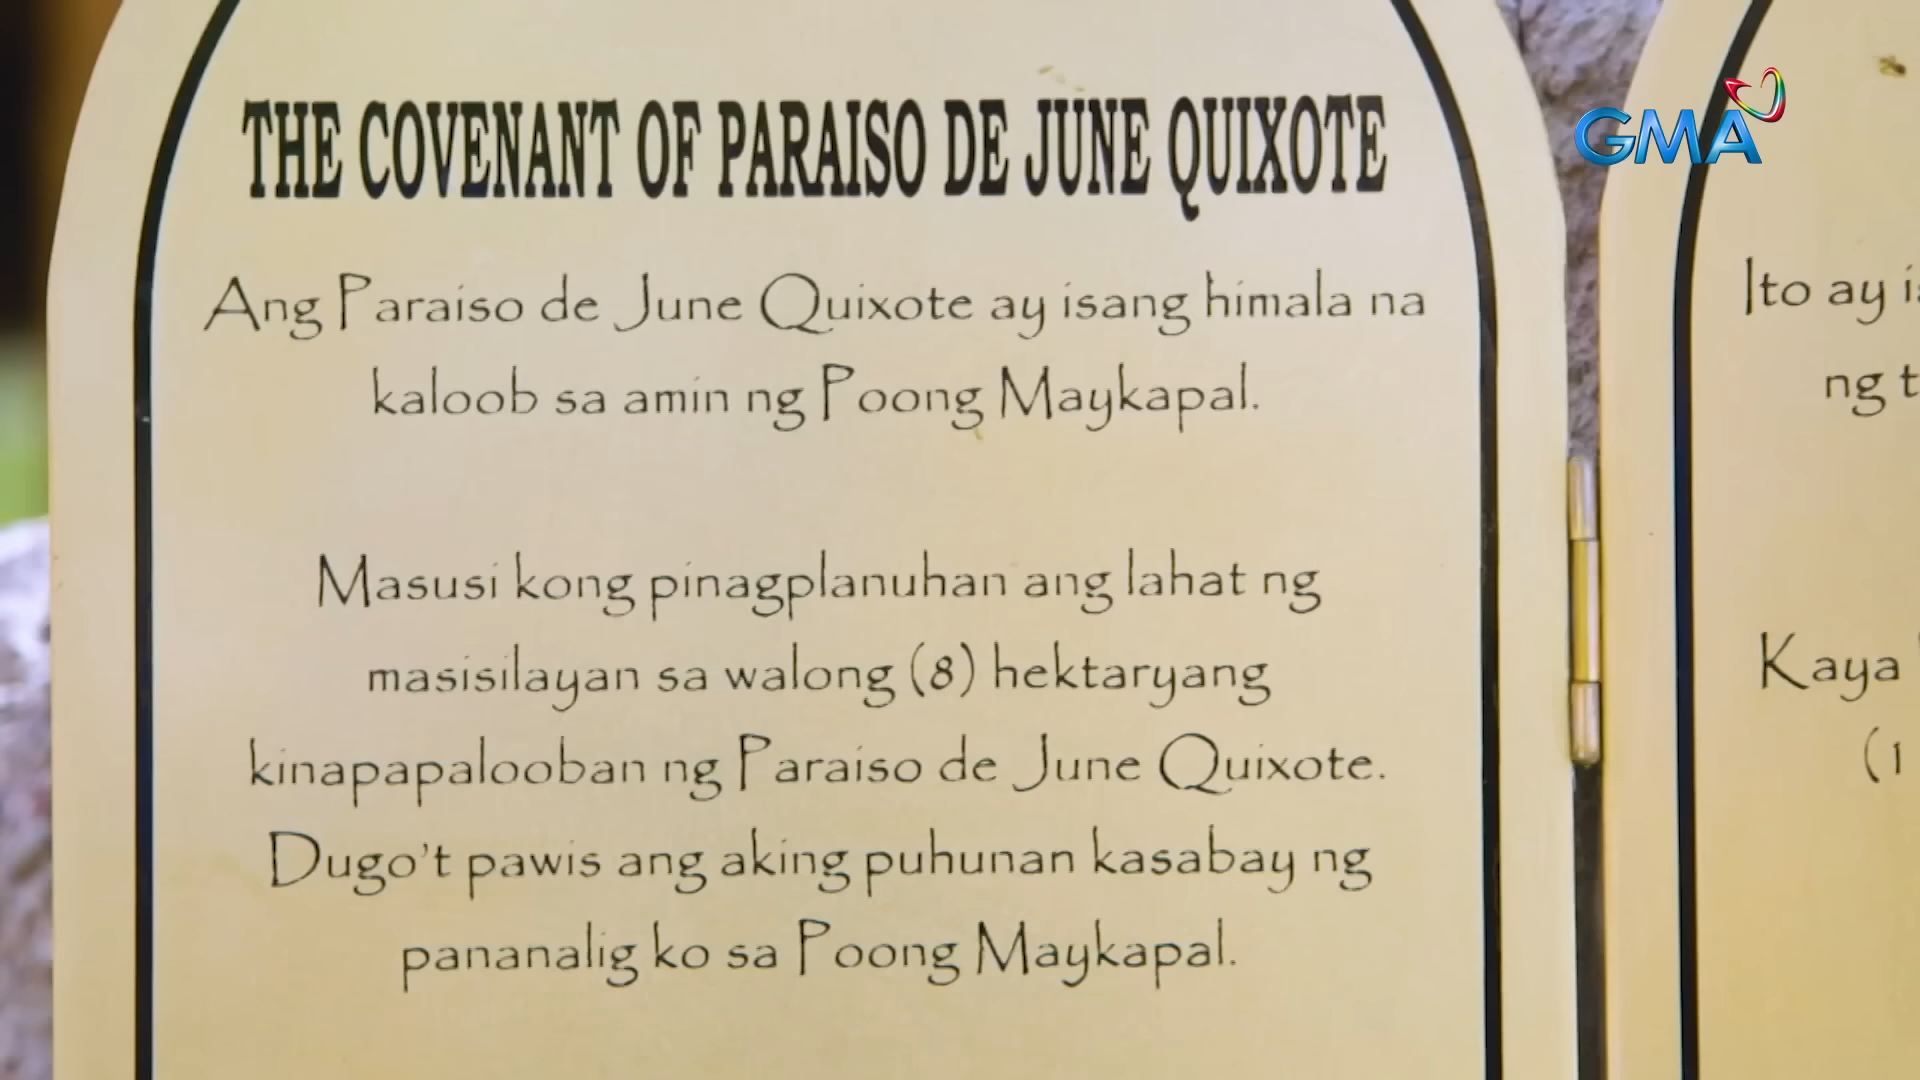 THE COVENANT OF PARAISO DE JUNE QUIXOTE
Ang Paraiso de June Quixote ay isang himala na
kaloob sa amin ng Poong Maykapal.
Masusi kong pinagplanuhan ang lahat ng
masisilayan sa walong (8) hektaryang
kinapapalooban ng Paraiso de June Quixote.
Dugo't pawis ang aking puhunan kasabay ng
pananalig ko sa Poong Maykapal.
GMA
Ito ay
ng
Kaya
(1